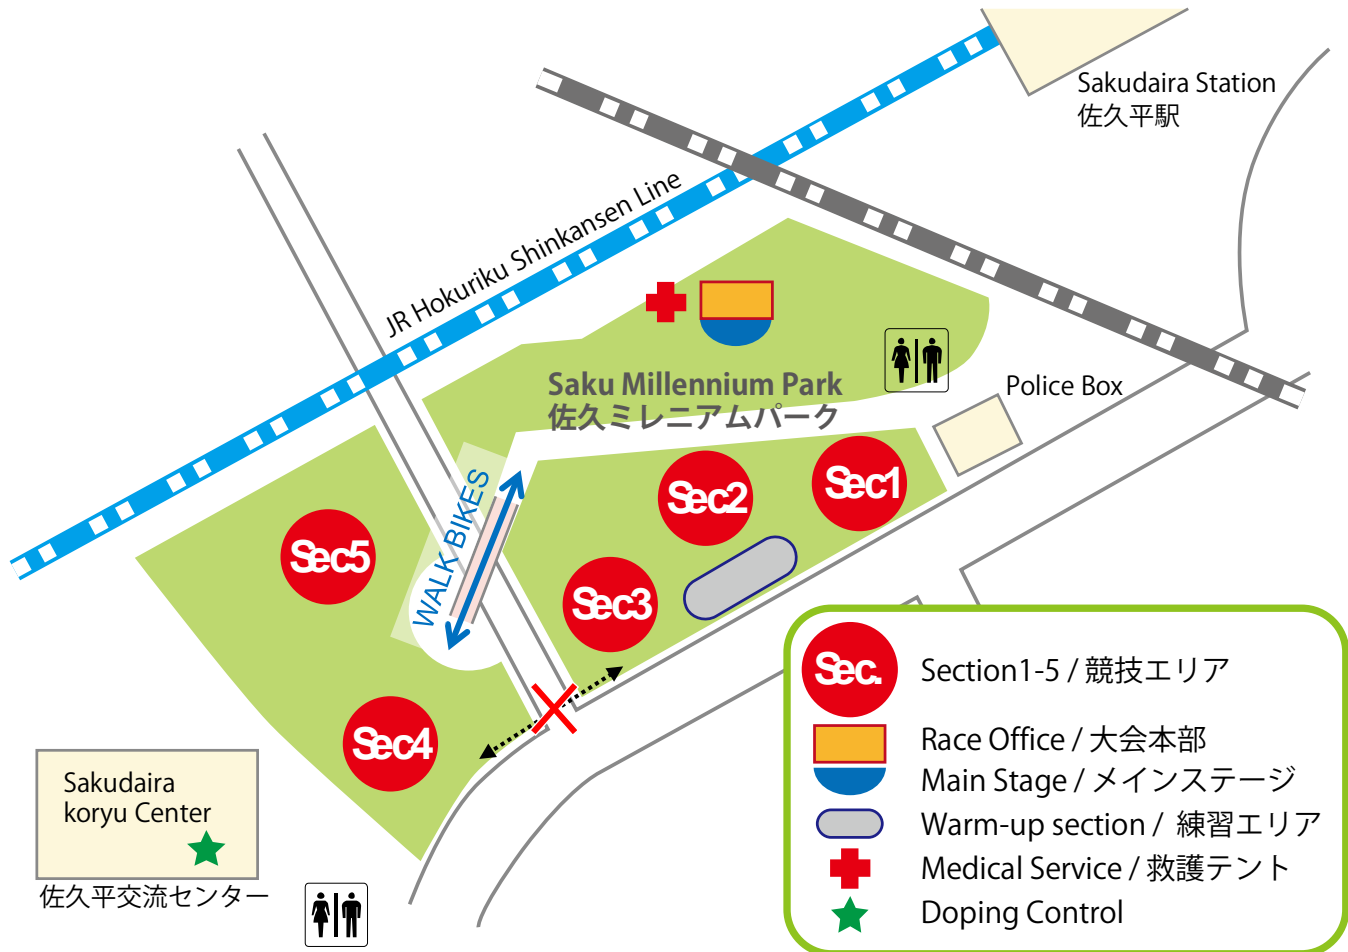 Sakudaira Station
佐久平駅
JR Hokuriku Shinkansen Line
Saku Millennium Park
佐久ミレニアムパーク
Police Box
Sec1
Sec2
WALK BIKES
Sec5
Sec3
Sec4
Sakudaira
koryu Center
佐久平交流センター
Sec.
Section1-5 / 競技エリア
Race Office / 大会本部
Main Stage / メインステージ
Warm-up section / 練習エリア
Medical Service / 救護テント
Doping Control